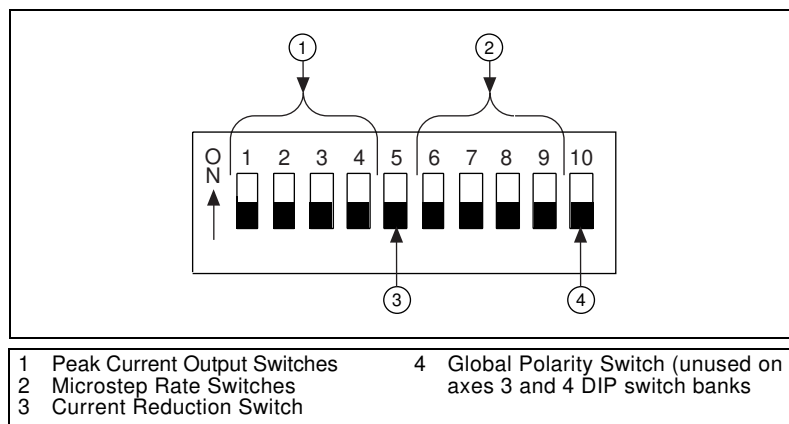 1 2
O
N
1 2 3 4 5 6 7 8 9 10
3 4
1 Peak Current Output Switches
2 Microstep Rate Switches
3 Current Reduction Switch
4 Global Polarity Switch (unused on
axes 3 and 4 DIP switch banks